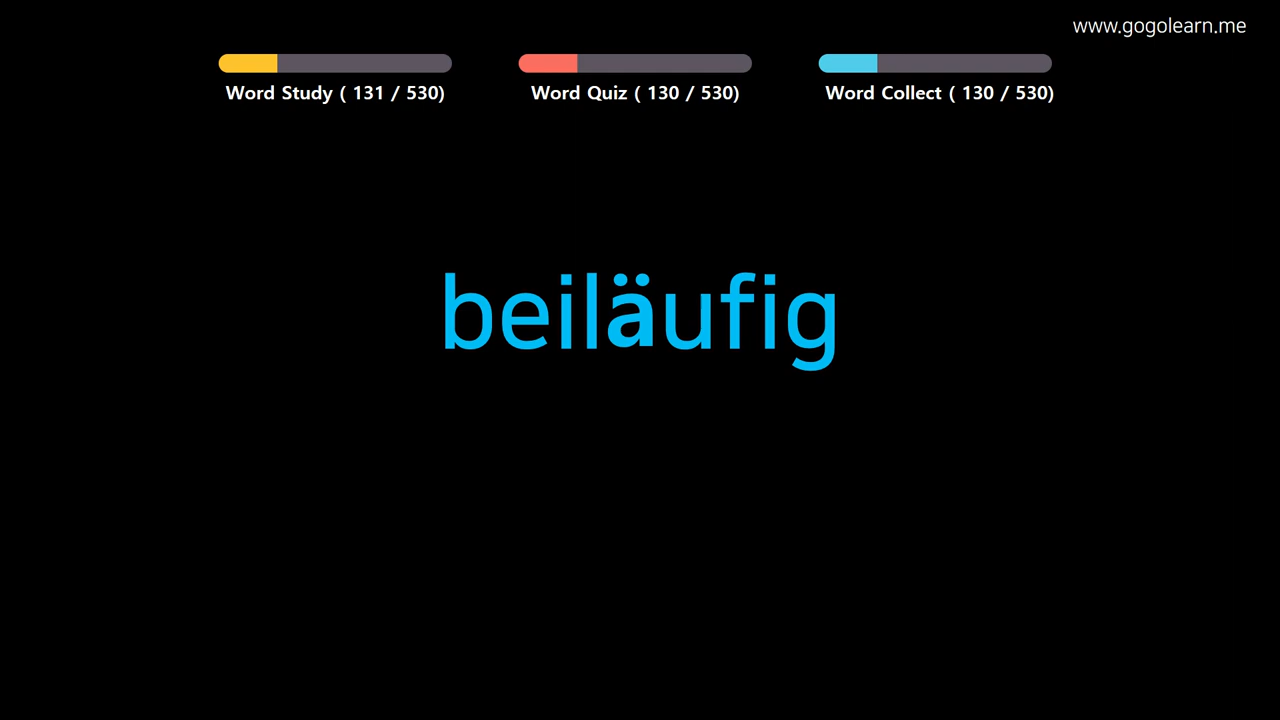 www.gogolearn.me
Word Study ( 131 / 530)
Word Quiz ( 130 / 530)
Word Collect ( 130 / 530)
beiläufig